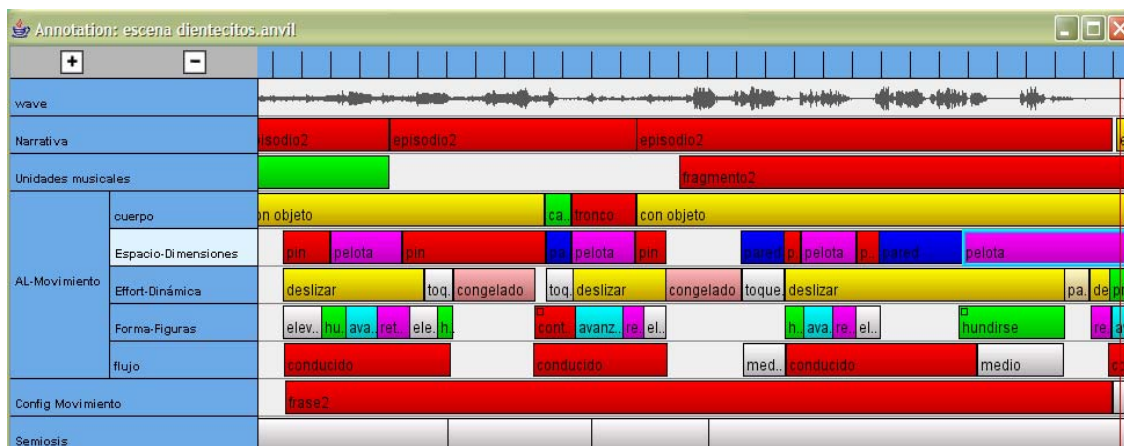 Annotation: escena dientecitos.anvil
+ -
wave
Narrativa isodio2 episodio2 episodio2
Unidades musicales fragmento2
AL-Movimiento
cuerpo on objeto ca.. tronco con objeto
Espacio-Dimensiones pin pelota pin pa.. pelota pin pared p.. pelota p.. pared pelota
Effort-Dinámica deslizar toq.. congelado toq.. deslizar congelado toque.. deslizar pa.. de
Forma-Figuras elev.. hu.. ava.. ret.. ele.. h.. cont.. avanz.. re.. el.. h.. ava.. re.. el.. hundirse re..
flujo conducido conducido med.. conducido medio
Config Movimiento frase2
Semiosis